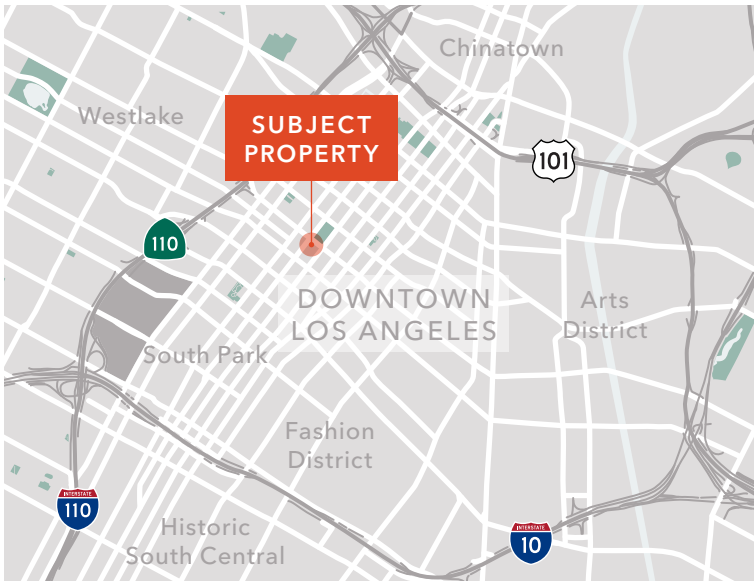 Chinatown
Westlake
SUBJECT
PROPERTY
101
110
DOWNTOWN
LOS ANGELES
Arts
District
South Park
Fashion
District
INTERSTATE
110
Historic
South Central
INTERSTATE
10